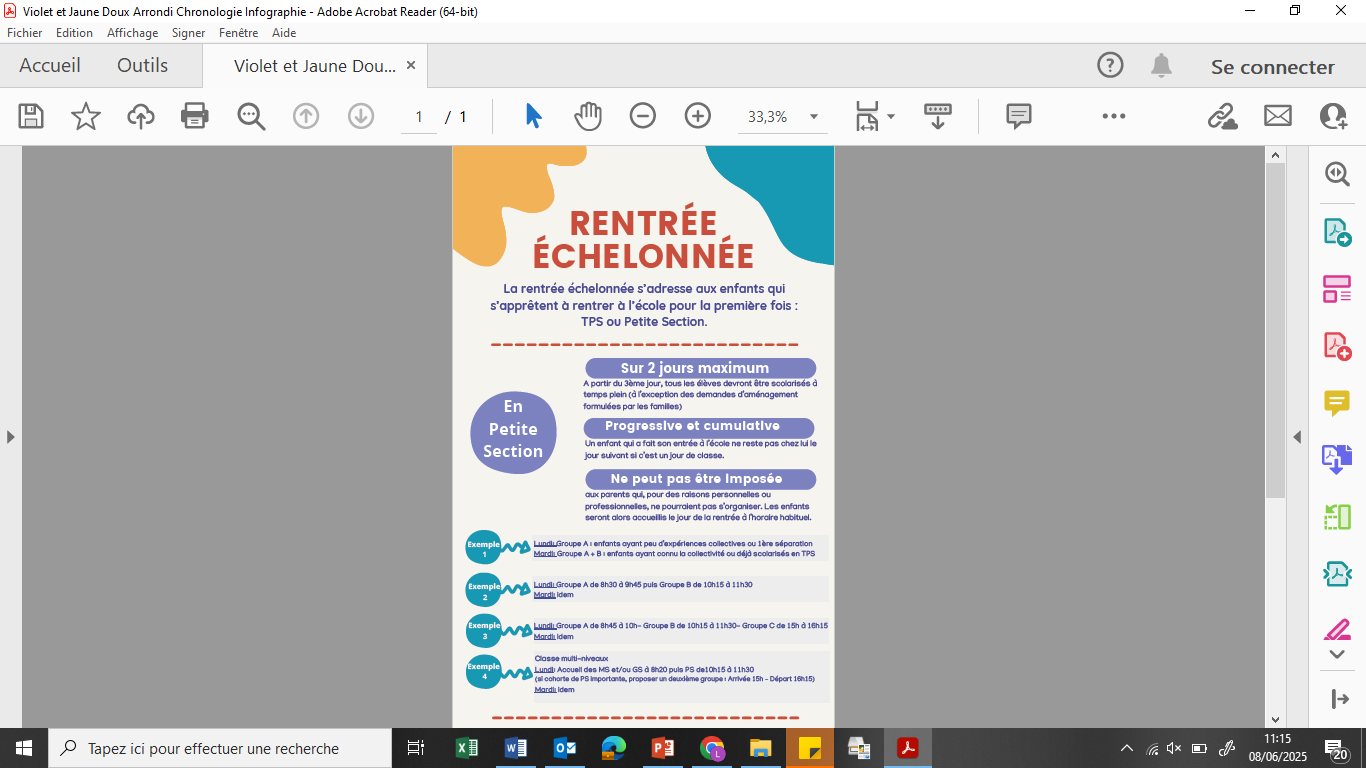 Violet et Jaune Doux Arrondi Chronologie Infographie - Adobe Acrobat Reader (64-bit)
Fichier Edition Affichage Signer Fenêtre Aide
Accueil Outils Violet et Jaune Dou... × Se connecter
1 / 1 33,3%
RENTRÉE
ÉCHELONNÉE
La rentrée échelonnée s'adresse aux enfants qui
s'apprêtent à rentrer à l'école pour la première fois :
TPS ou Petite Section.
En
Petite
Section
Sur 2 jours maximum
A partir du 3ème jour, tous les élèves devront être scolarisés à
temps plein (à l'exception des demandes d'aménagement
formulées par les familles)
Progressive et cumulative
Un enfant qui a fait son entrée à l'école ne reste pas chez lui le
jour suivant si c'est un jour de classe.
Ne peut pas être imposée
aux parents qui, pour des raisons personnelles ou
professionnelles, ne pourraient pas s'organiser. Les enfants
seront alors accueillis le jour de la rentrée à l'horaire habituel.
Exemple
1
Lundi: Groupe A : enfants ayant peu d'expériences collectives ou 1ère séparation
Mardi: Groupe A + B : enfants ayant connu la collectivité ou déjà scolarisés en TPS
Exemple
2
Lundi: Groupe A de 8h30 à 9h45 puis Groupe B de 10h15 à 11h30
Mardi: idem
Exemple
3
Lundi: Groupe A de 8h45 à 10h- Groupe B de 10h15 à 11h30- Groupe C de 15h à 16h15
Mardi: idem
Exemple
4
Classe multi-niveaux
Lundi: Accueil des MS et/ou GS à 8h20 puis PS de10h15 à 11h30
(si cohorte de PS importante, proposer un deuxième groupe : Arrivée 15h - Départ 16h15)
Mardi: idem
Tapez ici pour effectuer une recherche
11:15
08/06/2025
20